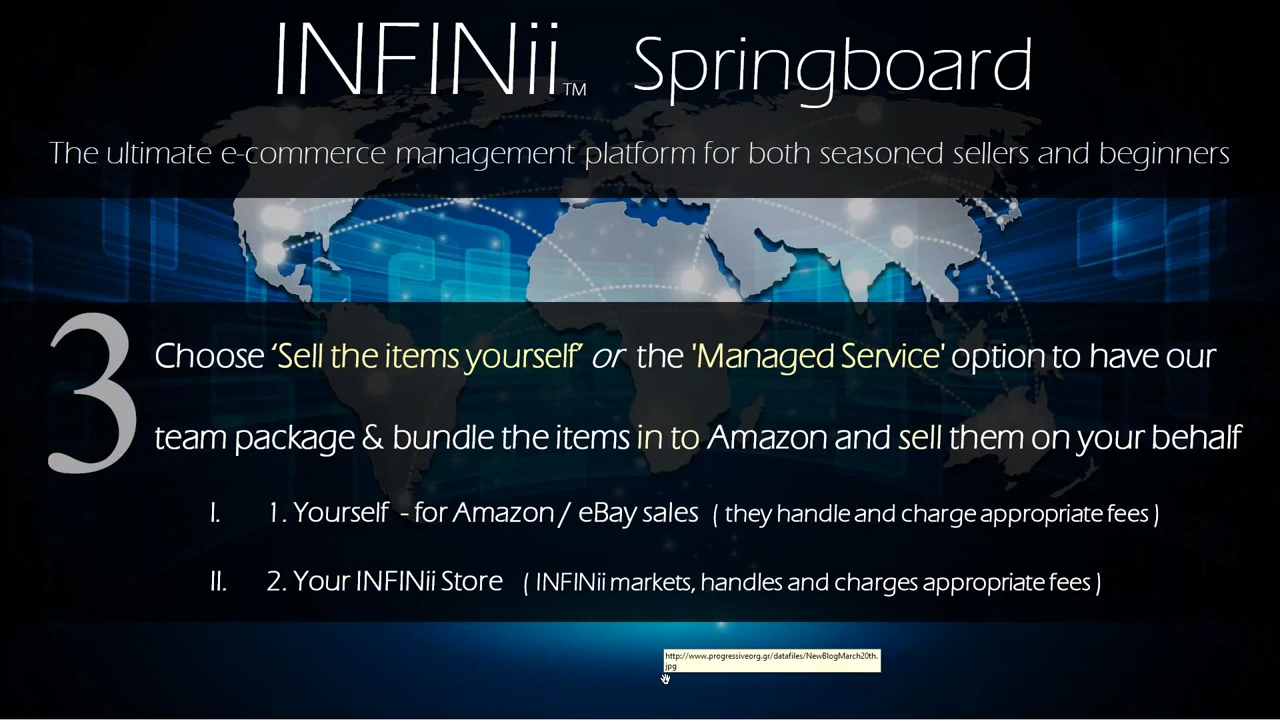 INFINii™ Springboard
The ultimate e-commerce management platform for both seasoned sellers and beginners
3
Choose ‘Sell the items yourself’ or the 'Managed Service' option to have our
team package & bundle the items in to Amazon and sell them on your behalf
I. 1. Yourself - for Amazon / eBay sales ( they handle and charge appropriate fees )
II. 2. Your INFINii Store ( INFINii markets, handles and charges appropriate fees )
http://www.progressiveorg.gr/datafiles/NewBlogMarch20th.
jpg